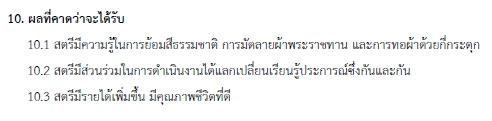 10. ผลที่คาดว่าจะได้รับ
10.1 สตรีมีความรู้ในการย้อมสีธรรมชาติ การมัดลายผ้าพระราชทาน และการทอผ้าด้วยกี่กระตุก
10.2 สตรีมีส่วนร่วมในการดำเนินงานได้แลกเปลี่ยนเรียนรู้ประการณ์ซึ่งกันและกัน
10.3 สตรีมีรายได้เพิ่มขึ้น มีคุณภาพชีวิตที่ดี